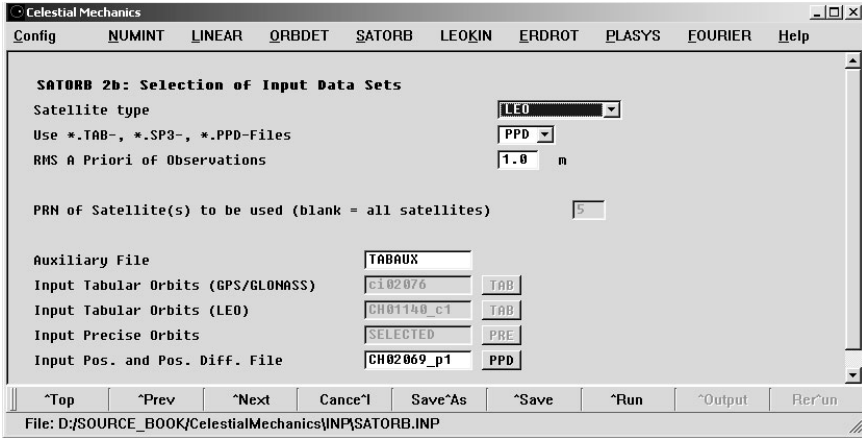 Celestial Mechanics
Config NUMINT LINEAR ORBDET SATORB LEOKIN ERDROT PLASYS FOURIER Help
SATORB 2b: Selection of Input Data Sets
Satellite type LEO
Use *.TAB-, *.SP3-, *.PPD-Files PPD
RMS A Priori of Observations 1.0 m
PRN of Satellite(s) to be used (blank = all satellites) 5
Auxiliary File TABAUX
Input Tabular Orbits (GPS/GLONASS) ci02076 TAB
Input Tabular Orbits (LEO) CH01140_c1 TAB
Input Precise Orbits SELECTED PRE
Input Pos. and Pos. Diff. File CH02069_p1 PPD
^Top ^Prev ^Next Cance^l Save^As ^Save ^Run ^Output Rer^un
File: D:/SOURCE_BOOK/CelestialMechanics\INP\SATORB.INP